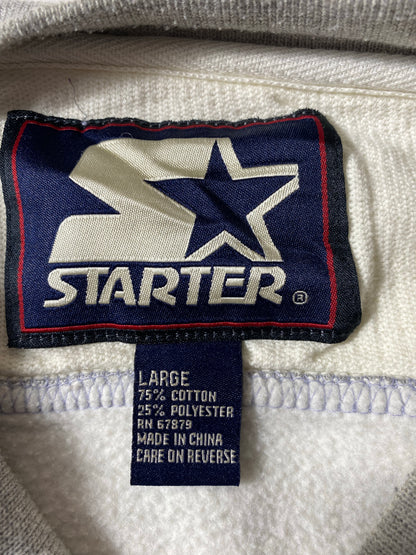 STARTER®
LARGE
75% COTTON
25% POLYESTER
RN 67879
MADE IN CHINA
CARE ON REVERSE